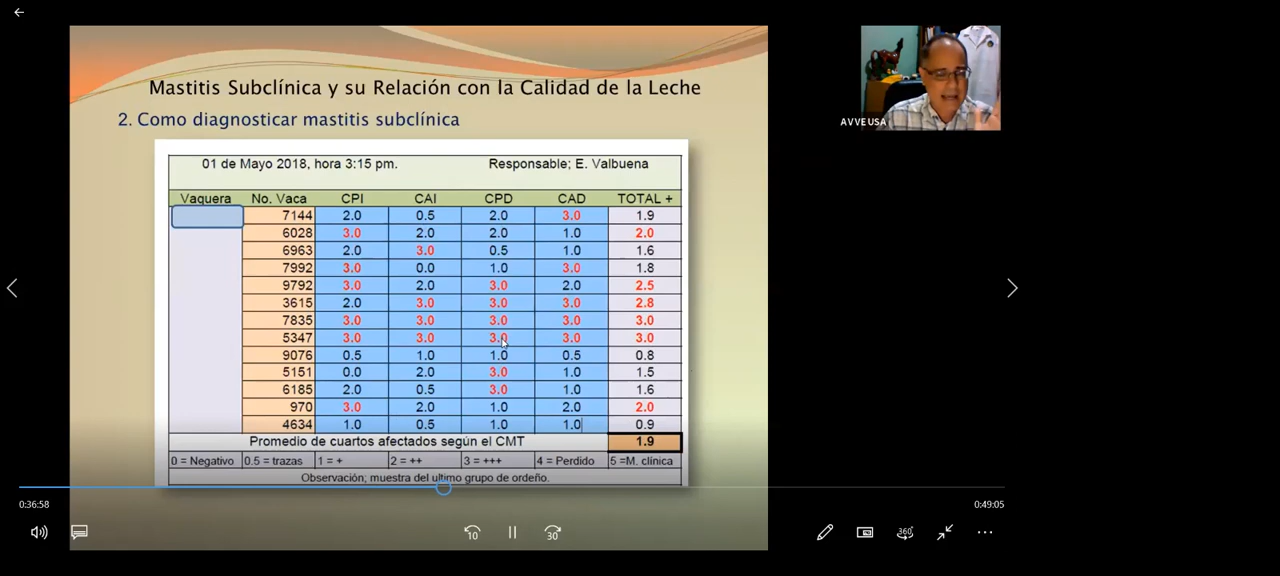 Mastitis Subclínica y su Relación con la Calidad de la Leche
2. Como diagnosticar mastitis subclínica
01 de Mayo 2018, hora 3:15 pm. Responsable; E. Valbuena
Vaquera No. Vaca CPI CAI CPD CAD TOTAL +
7144 2.0 0.5 2.0 3.0 1.9
6028 3.0 2.0 2.0 1.0 2.0
6963 2.0 3.0 0.5 1.0 1.6
7992 3.0 0.0 1.0 3.0 1.8
9792 3.0 2.0 3.0 2.0 2.5
3615 2.0 3.0 3.0 3.0 2.8
7835 3.0 3.0 3.0 3.0 3.0
5347 3.0 3.0 3.0 3.0 3.0
9076 0.5 1.0 1.0 0.5 0.8
5151 0.0 2.0 3.0 1.0 1.5
6185 2.0 0.5 3.0 1.0 1.6
970 3.0 2.0 1.0 2.0 2.0
4634 1.0 0.5 1.0 1.0 0.9
Promedio de cuartos afectados según el CMT 1.9
0 = Negativo 0.5 = trazas 1 = + 2 = ++ 3 = +++ 4 = Perdido 5 =M. clínica
Observación; muestra del ultimo grupo de ordeño.
AVVEUSA
0:36:58 0:49:05
10 30 360